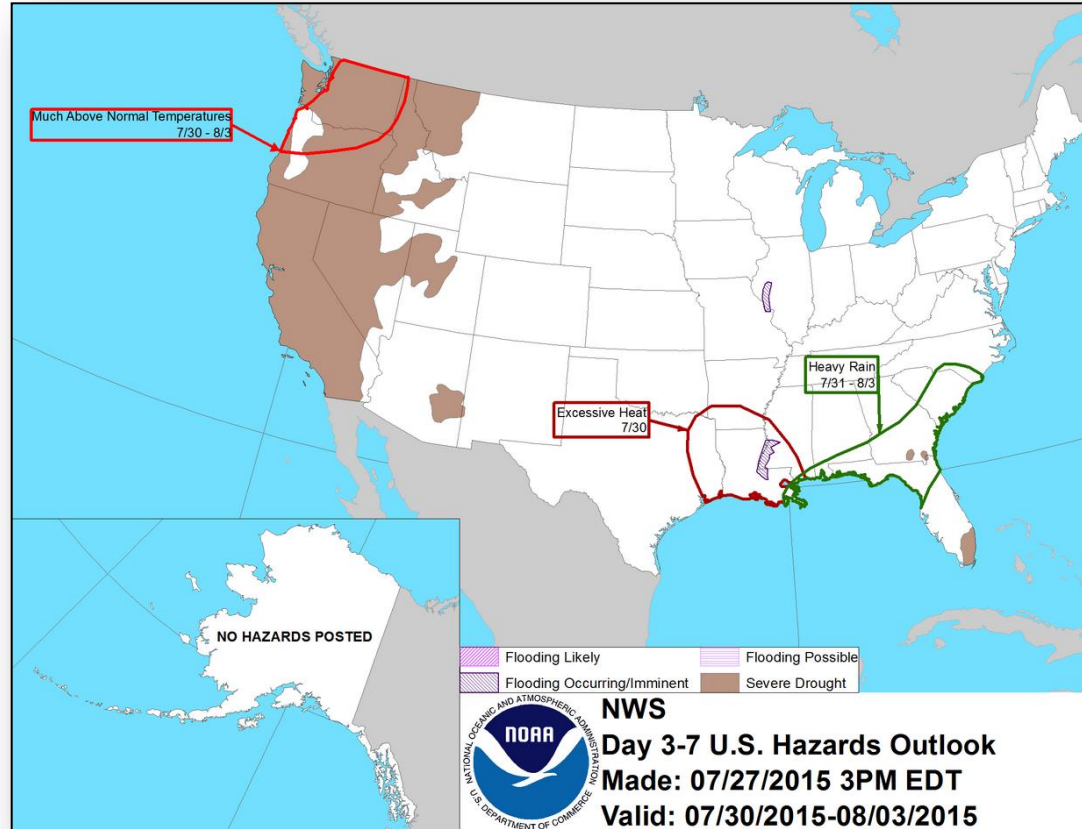 Much Above Normal Temperatures
7/30 - 8/3
Heavy Rain
7/31 - 8/3
Excessive Heat
7/30
NO HAZARDS POSTED
Flooding Likely
Flooding Possible
Flooding Occurring/Imminent
Severe Drought
NATIONAL OCEANIC AND ATMOSPHERIC ADMINISTRATION
NOAA
U.S. DEPARTMENT OF COMMERCE
NWS
Day 3-7 U.S. Hazards Outlook
Made: 07/27/2015 3PM EDT
Valid: 07/30/2015-08/03/2015